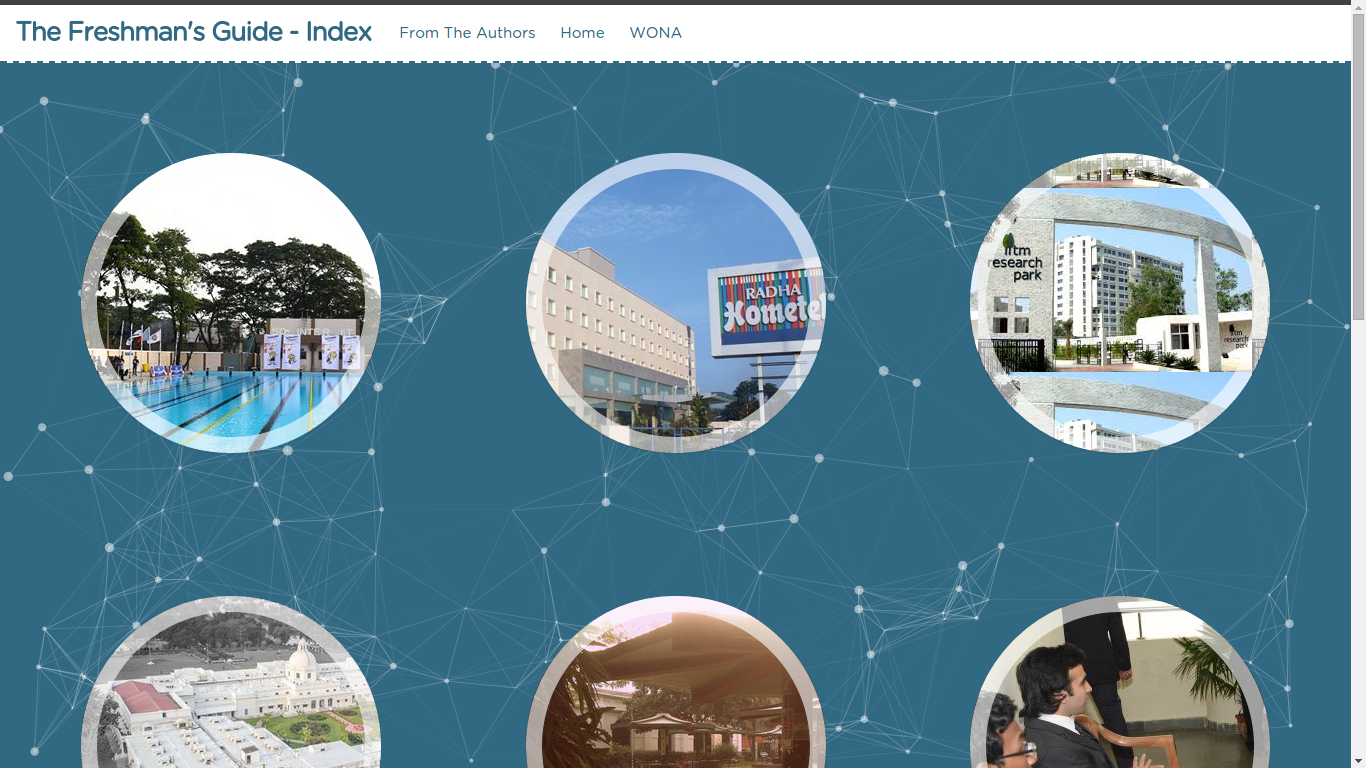 The Freshman's Guide - Index
From The Authors
Home
WONA
INTER IIT
RADHA
Hometel
iitm
research
park
iitm
research
park